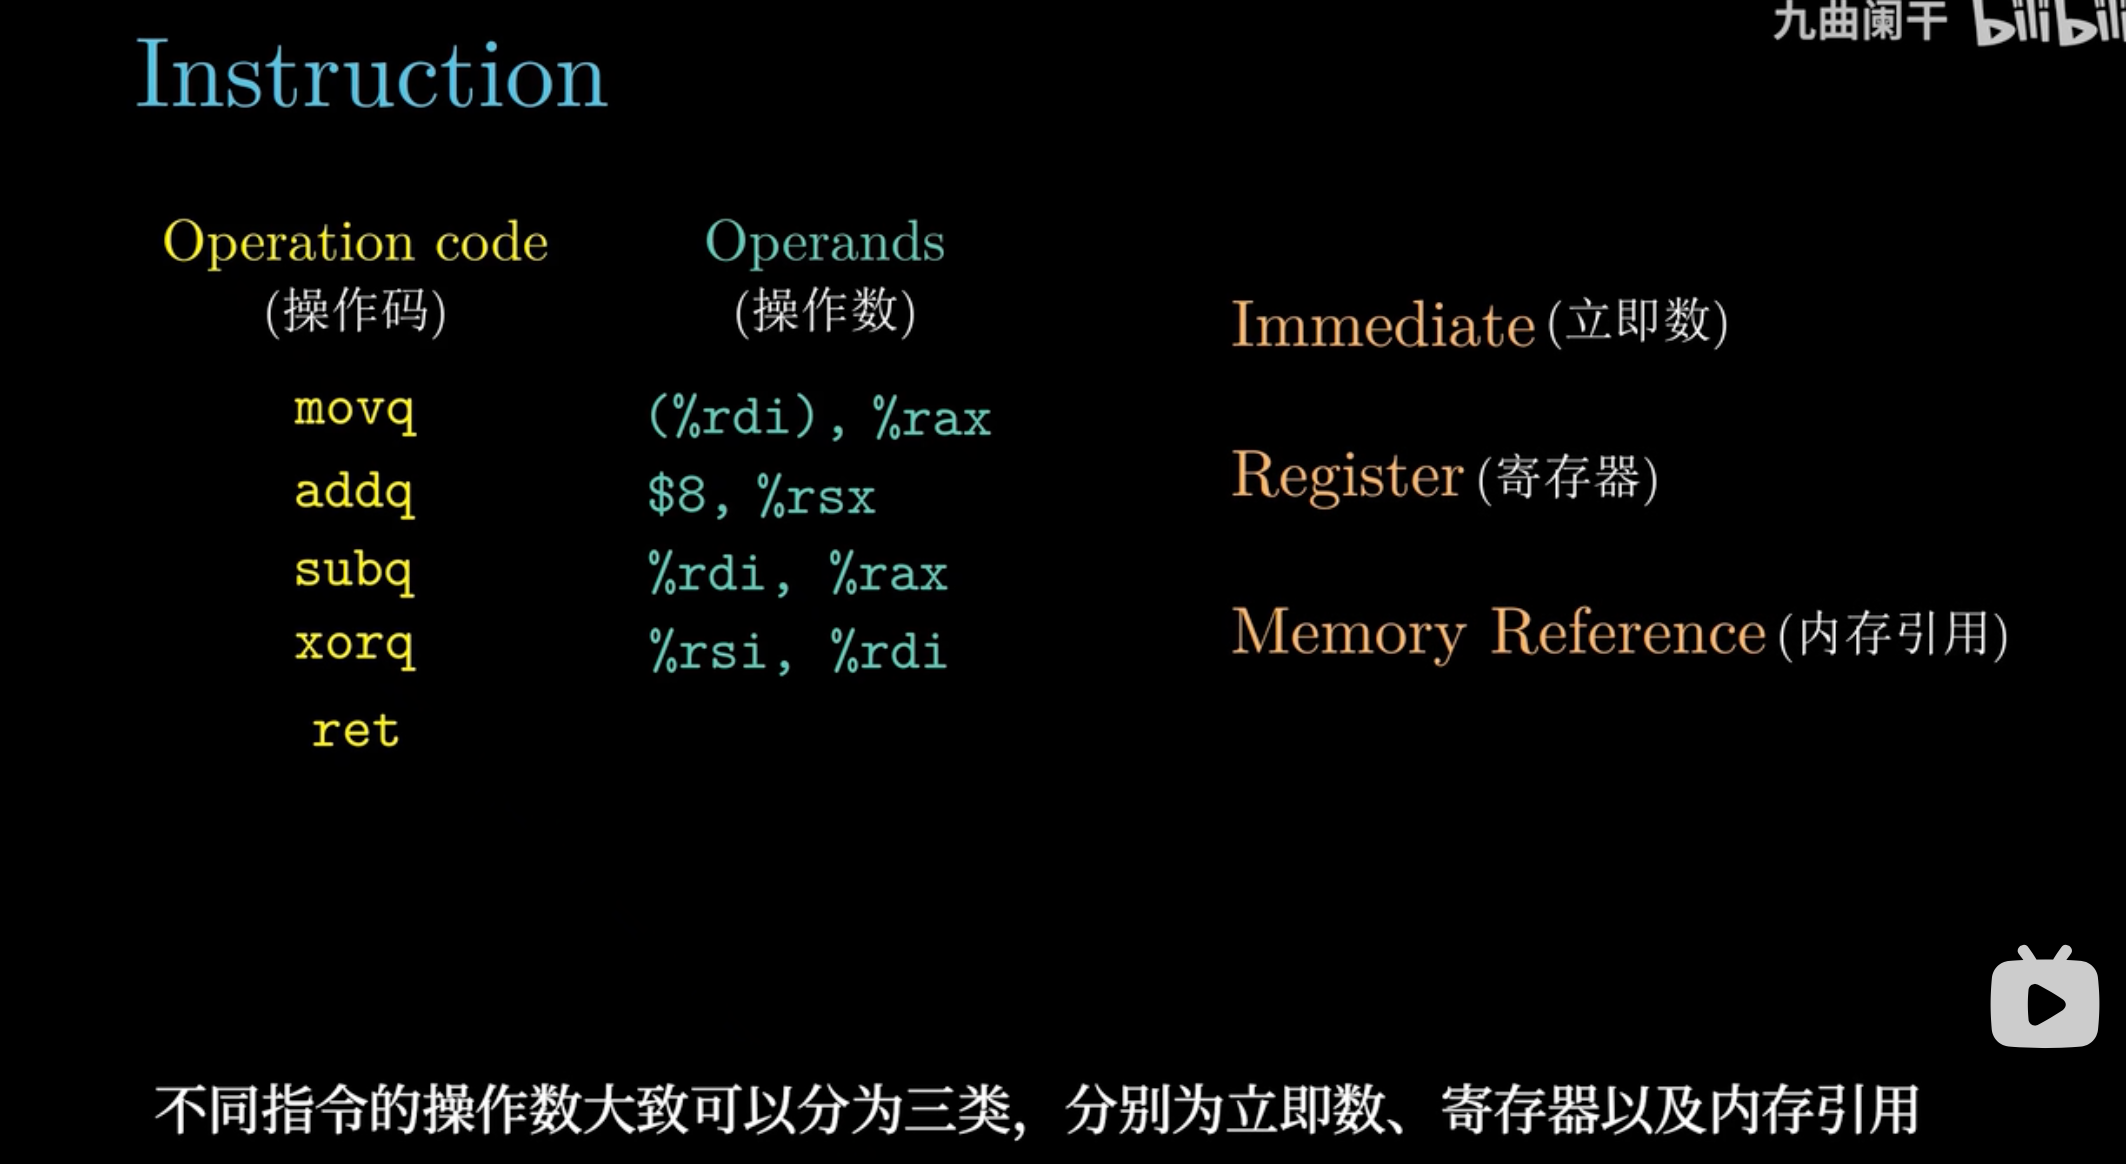 九曲阑干 bilibili
Instruction
Operation code
(操作码)
Operands
(操作数)
movq (%rdi), %rax
addq $8, %rsx
subq %rdi, %rax
xorq %rsi, %rdi
ret
Immediate (立即数)
Register (寄存器)
Memory Reference (内存引用)
不同指令的操作数大致可以分为三类，分别为立即数、寄存器以及内存引用